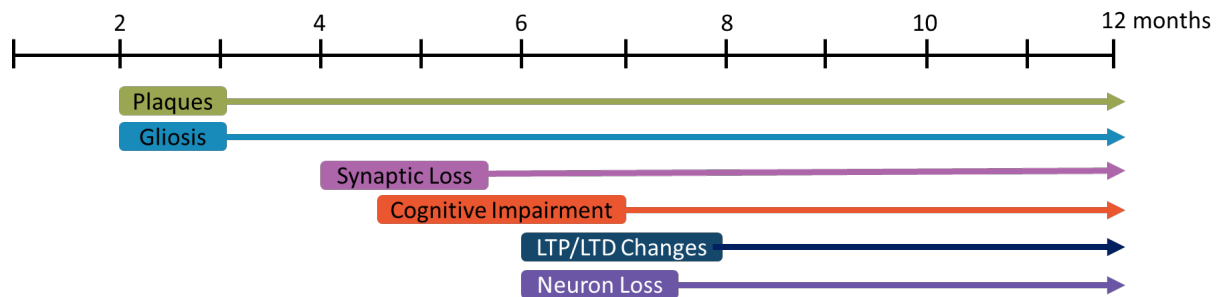 2 4 6 8 10 12 months
Plaques
Gliosis
Synaptic Loss
Cognitive Impairment
LTP/LTD Changes
Neuron Loss